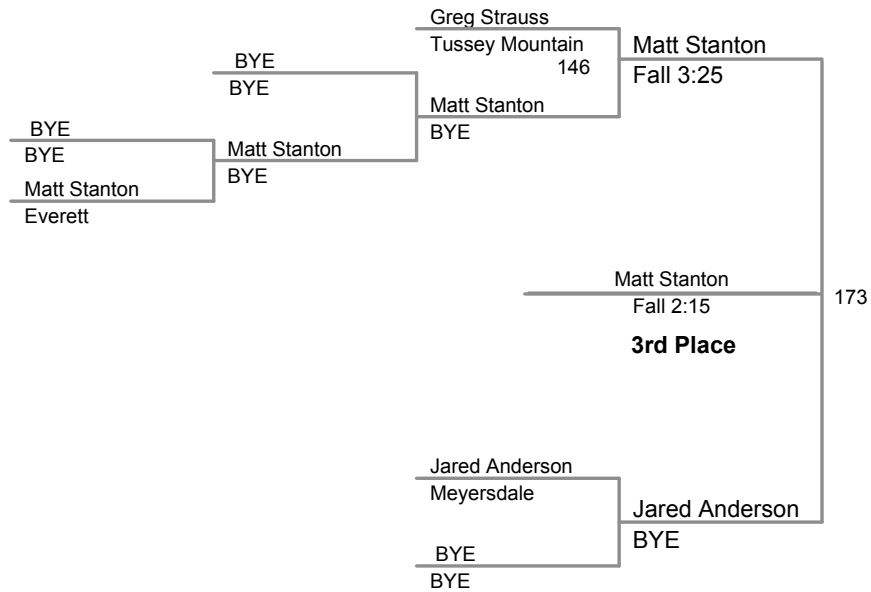 Greg Strauss
Tussey Mountain
146
Matt Stanton
Fall 3:25
BYE
BYE
Matt Stanton
BYE
BYE
BYE
Matt Stanton
BYE
Matt Stanton
Everett
Matt Stanton
Fall 2:15
173
3rd Place
Jared Anderson
Meyersdale
Jared Anderson
BYE
BYE
BYE